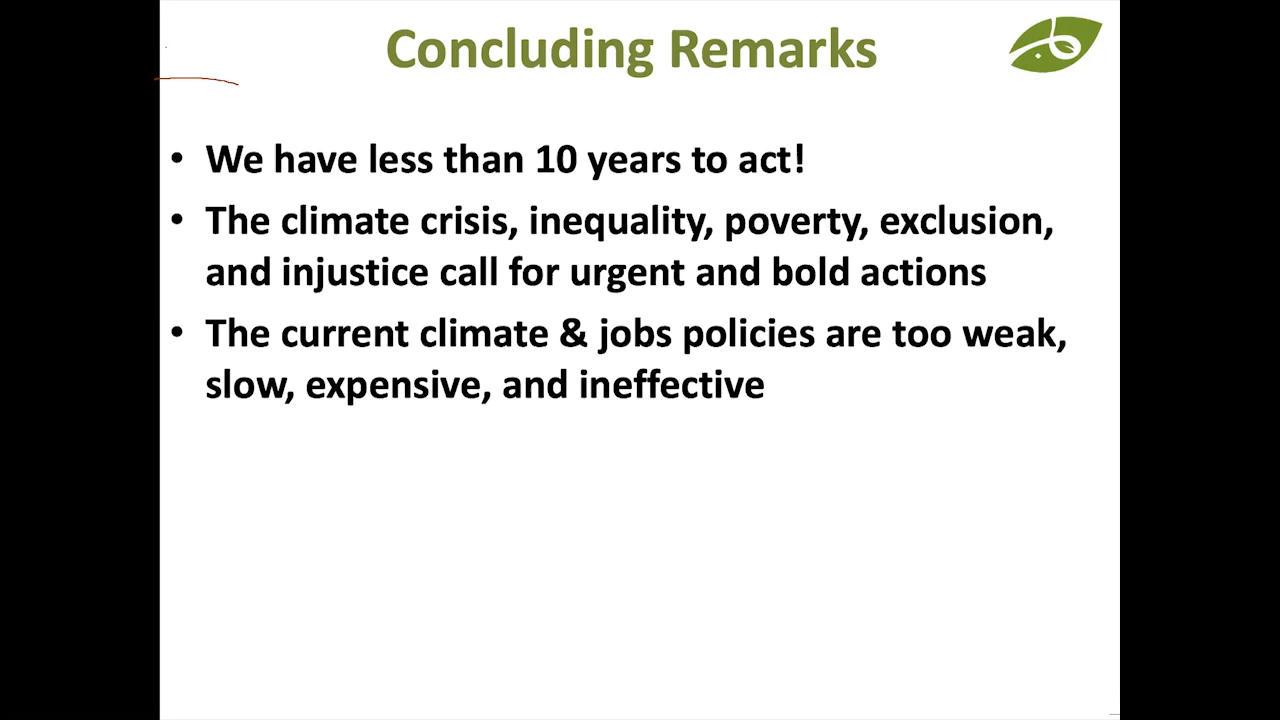 Concluding Remarks
• We have less than 10 years to act!
• The climate crisis, inequality, poverty, exclusion,
and injustice call for urgent and bold actions
• The current climate & jobs policies are too weak,
slow, expensive, and ineffective